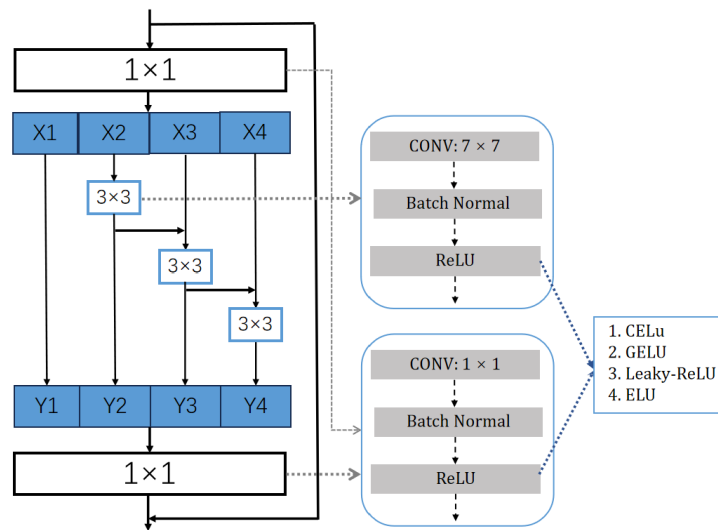 1×1
X1 X2 X3 X4
3×3
3×3
3×3
Y1 Y2 Y3 Y4
1×1
CONV: 7 × 7
Batch Normal
ReLU
CONV: 1 × 1
Batch Normal
ReLU
1. CELu
2. GELU
3. Leaky-ReLU
4. ELU